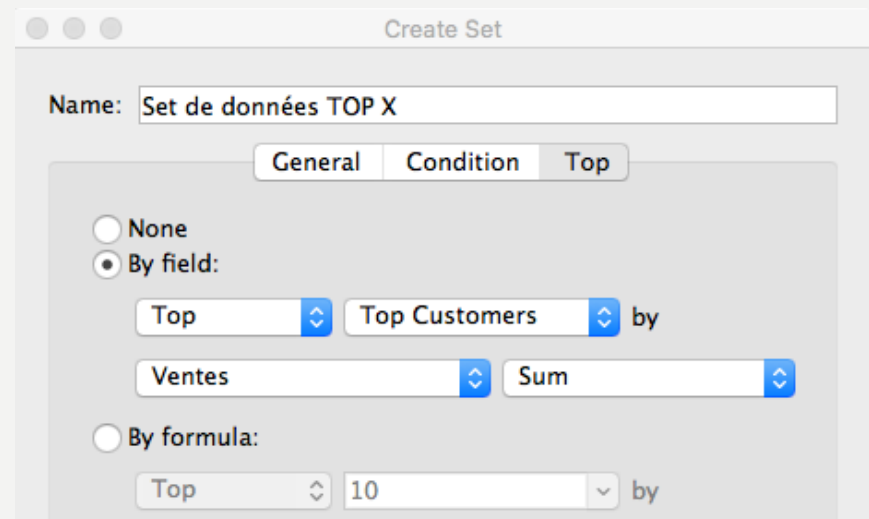 Create Set
Name: Set de données TOP X
General Condition Top
None
By field:
Top Top Customers by
Ventes Sum
By formula:
Top 10 by